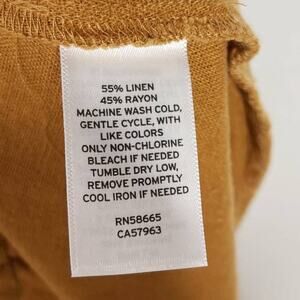 55% LINEN
45% RAYON
MACHINE WASH COLD,
GENTLE CYCLE, WITH
LIKE COLORS
ONLY NON-CHLORINE
BLEACH IF NEEDED
TUMBLE DRY LOW,
REMOVE PROMPTLY
COOL IRON IF NEEDED
RN58665
CA57963